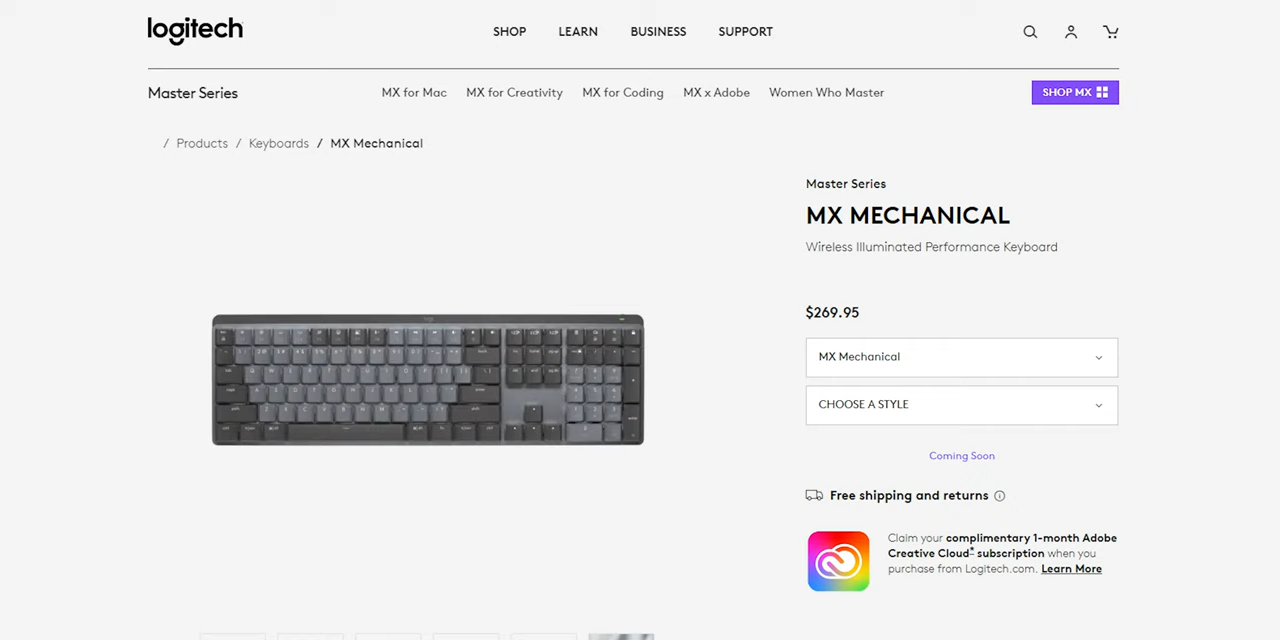 logitech
SHOP LEARN BUSINESS SUPPORT
Master Series
MX for Mac MX for Creativity MX for Coding MX x Adobe Women Who Master
SHOP MX
/ Products / Keyboards / MX Mechanical
Master Series
MX MECHANICAL
Wireless Illuminated Performance Keyboard
$269.95
MX Mechanical
CHOOSE A STYLE
Coming Soon
Free shipping and returns
Claim your complimentary 1-month Adobe
Creative Cloud* subscription when you
purchase from Logitech.com. Learn More